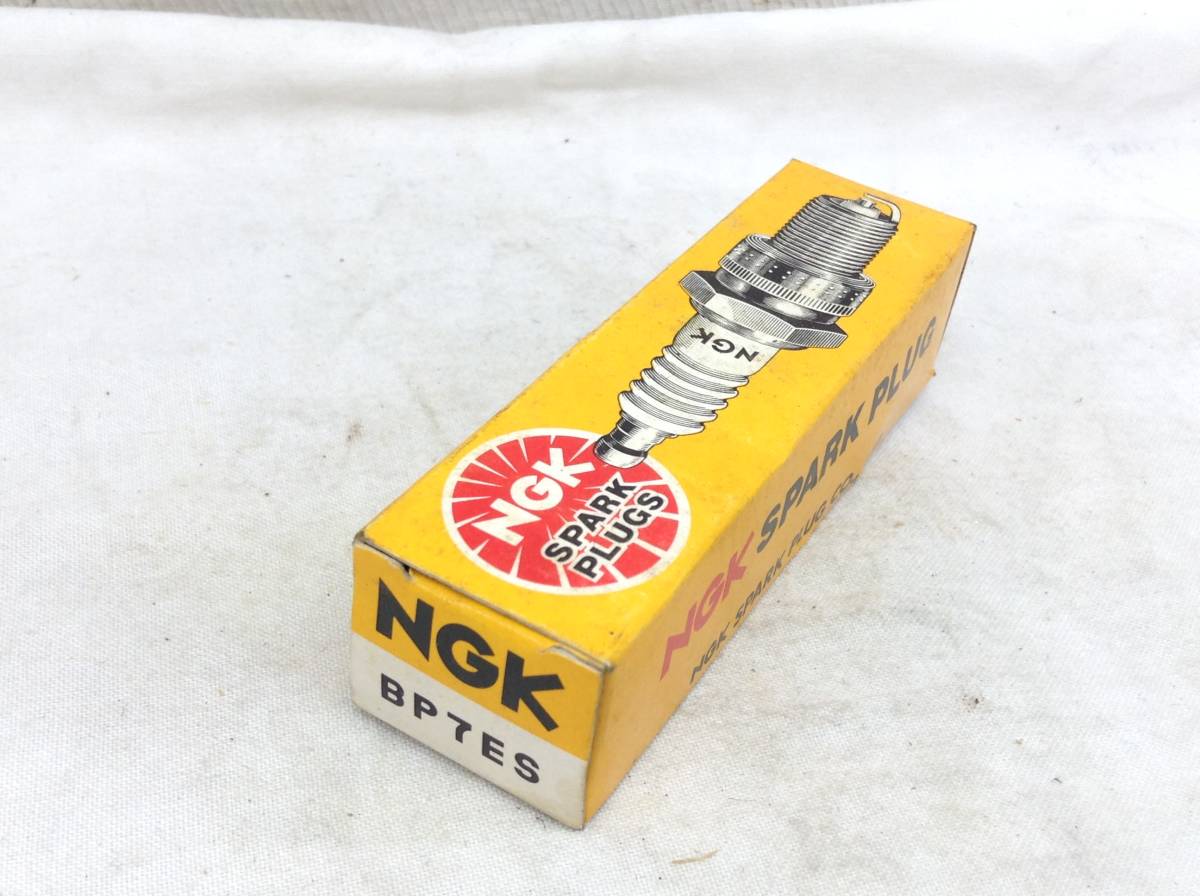 NGK
NGK
SPARK
PLUGS
NGK SPARK PLUG
NGK SPARK PLUG CO.,
NGK
BP7ES